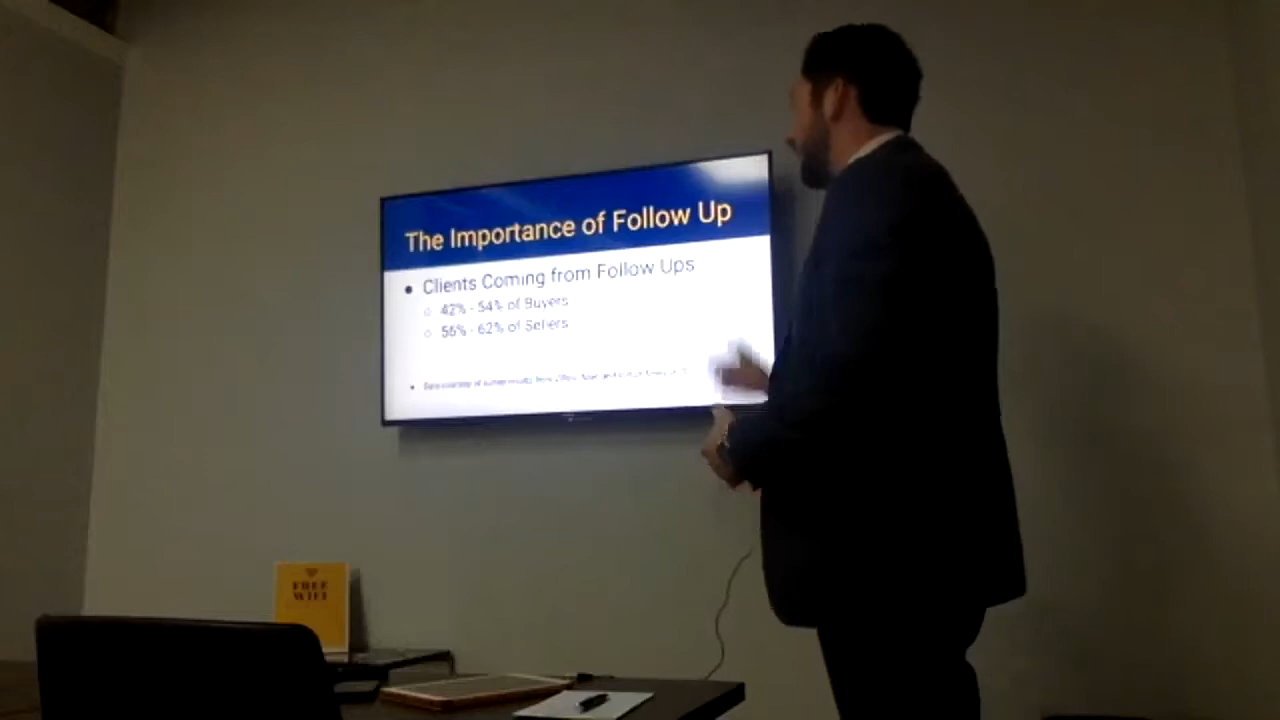 The Importance of Follow Up
● Clients Coming from Follow Ups
○ 42% - 54% of Buyers
○ 56% - 62% of Sellers
FREE
WIFI